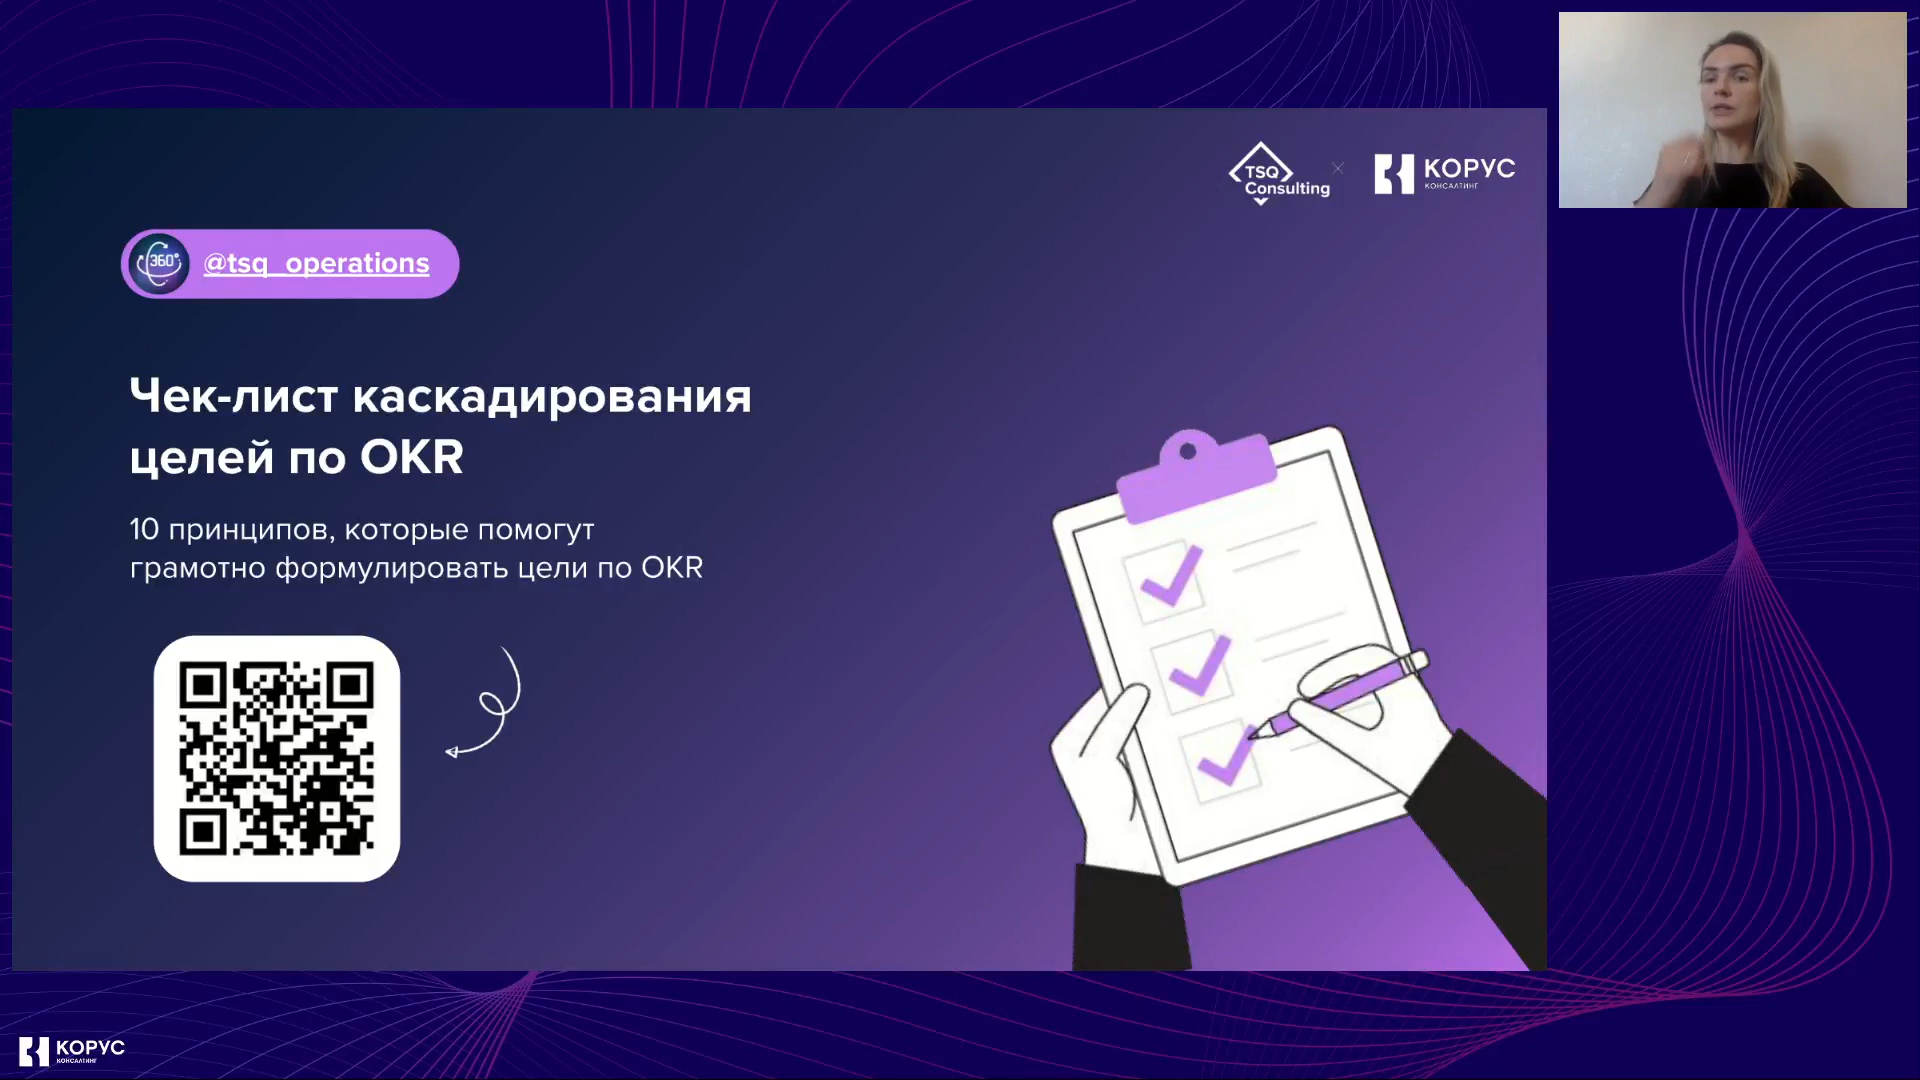 TSQ
Consulting
КОРУС
КОНСАЛТИНГ
360°
@tsq_operations
Чек-лист каскадирования
целей по OKR
10 принципов, которые помогут
грамотно формулировать цели по OKR
КОРУС
КОНСАЛТИНГ